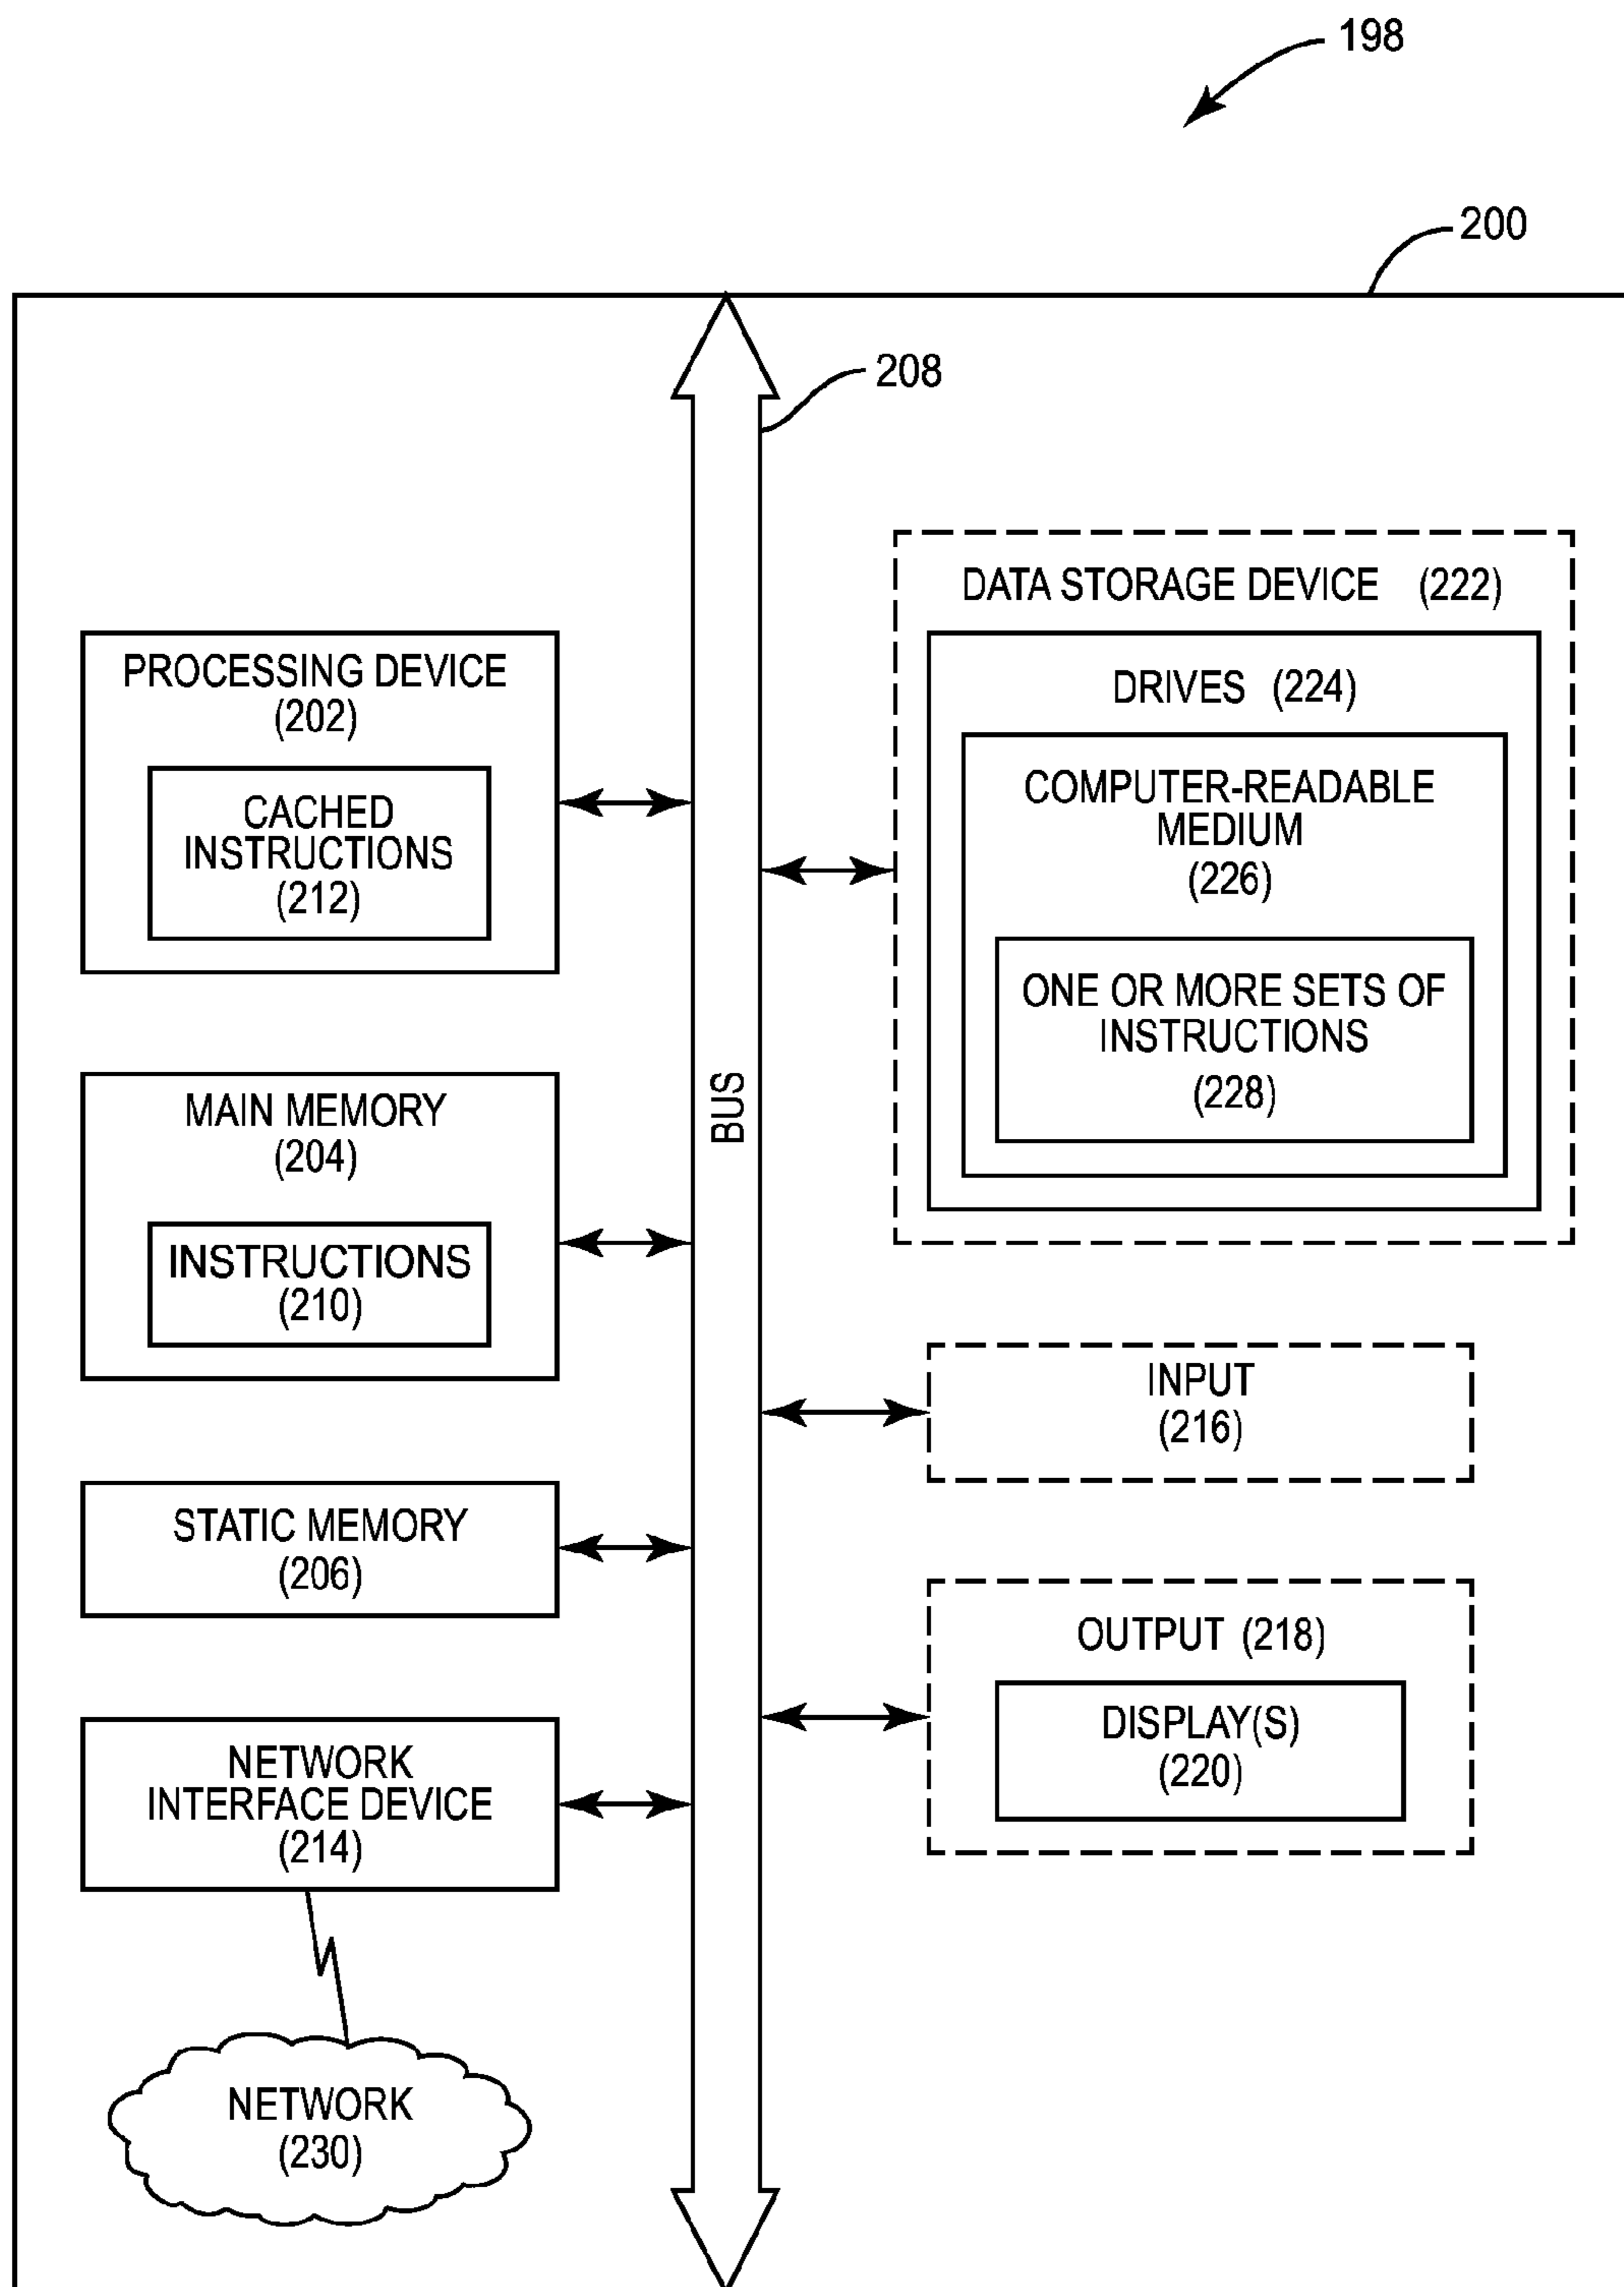 198
200
208
PROCESSING DEVICE
(202)
CACHED
INSTRUCTIONS
(212)
MAIN MEMORY
(204)
INSTRUCTIONS
(210)
STATIC MEMORY
(206)
NETWORK
INTERFACE DEVICE
(214)
NETWORK
(230)
BUS
DATA STORAGE DEVICE (222)
DRIVES (224)
COMPUTER-READABLE
MEDIUM
(226)
ONE OR MORE SETS OF
INSTRUCTIONS
(228)
INPUT
(216)
OUTPUT (218)
DISPLAY(S)
(220)